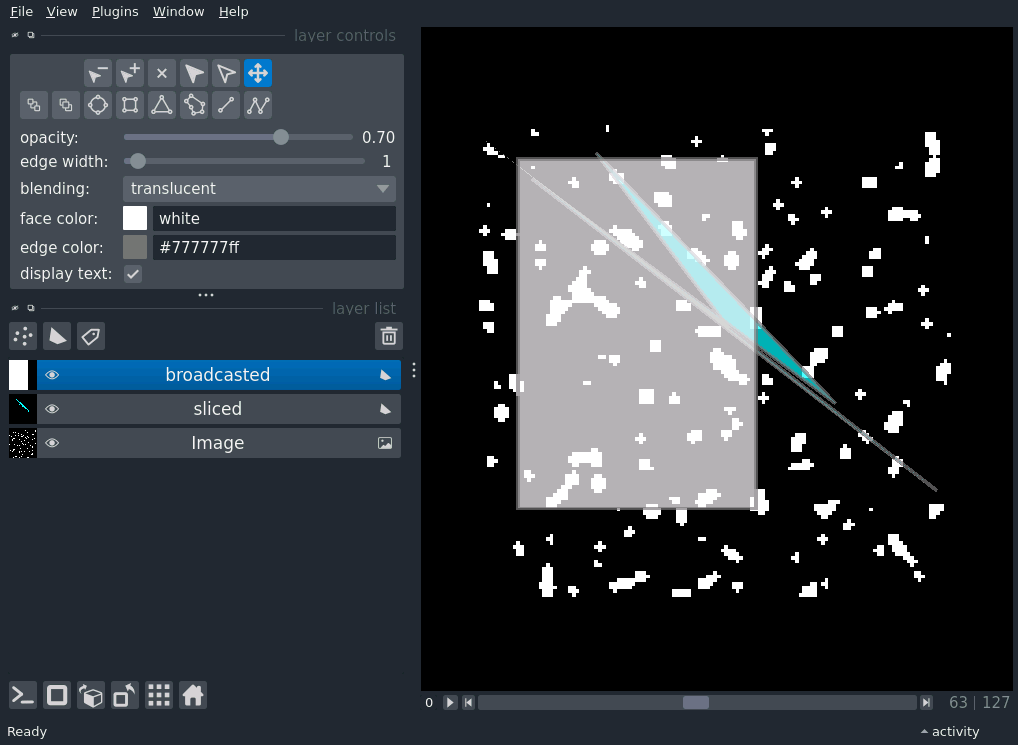 File View Plugins Window Help
layer controls
opacity: 0.70
edge width: 1
blending: translucent
face color: white
edge color: #777777ff
display text:
layer list
broadcasted
sliced
Image
0 63 | 127
Ready activity